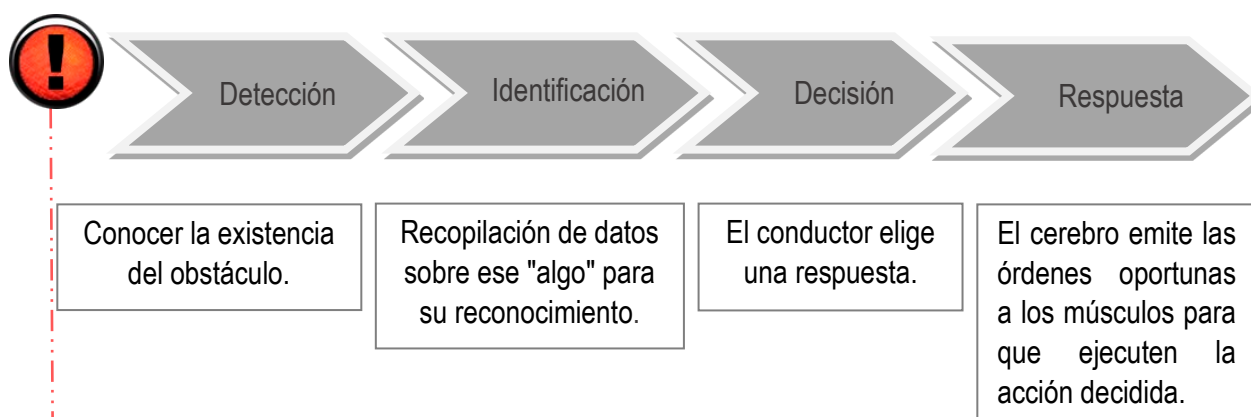 !
Detección
Identificación
Decisión
Respuesta
Conocer la existencia
del obstáculo.
Recopilación de datos
sobre ese "algo" para
su reconocimiento.
El conductor elige
una respuesta.
El cerebro emite las
órdenes oportunas
a los músculos para
que ejecuten la
acción decidida.